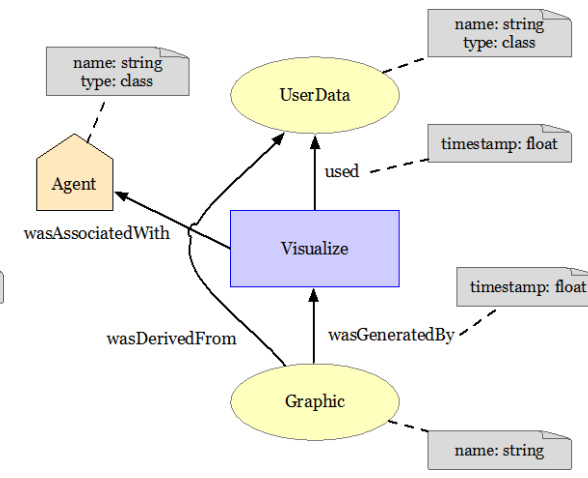 name: string
type: class
name: string
type: class
UserData
timestamp: float
used
Agent
wasAssociatedWith
Visualize
timestamp: float
wasDerivedFrom
wasGeneratedBy
Graphic
name: string